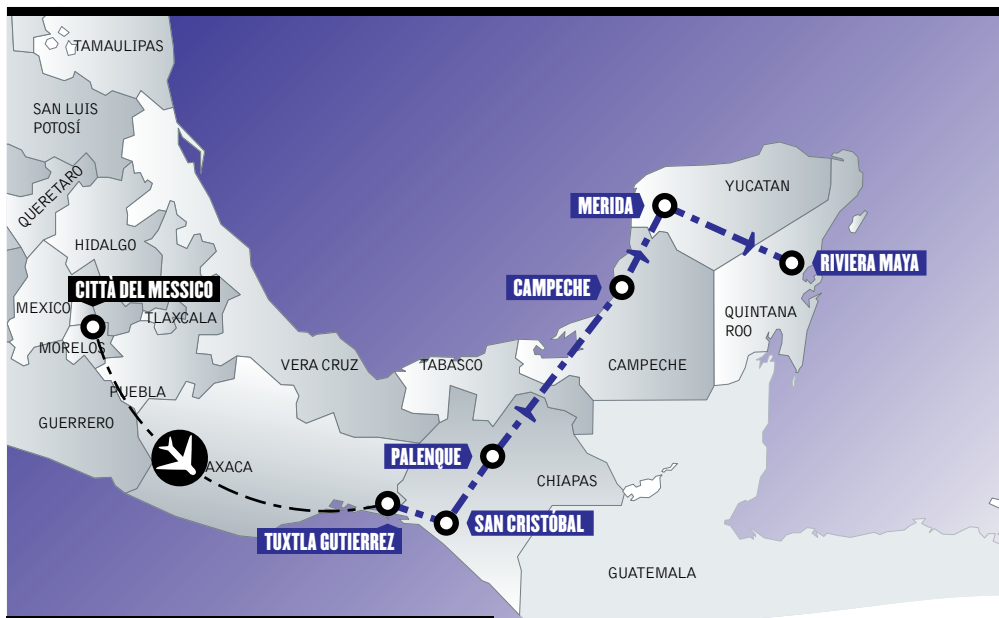 TAMAULIPAS
SAN LUIS
POTOSÍ
QUERETARO
YUCATAN
MERIDA
HIDALGO
RIVIERA MAYA
CITTÀ DEL MESSICO
CAMPECHE
MEXICO
TLAXCALA
QUINTANA
ROO
MORELOS
VERA CRUZ
TABASCO
CAMPECHE
PUEBLA
GUERRERO
PALENQUE
AXACA
CHIAPAS
SAN CRISTÓBAL
TUXTLA GUTIERREZ
GUATEMALA